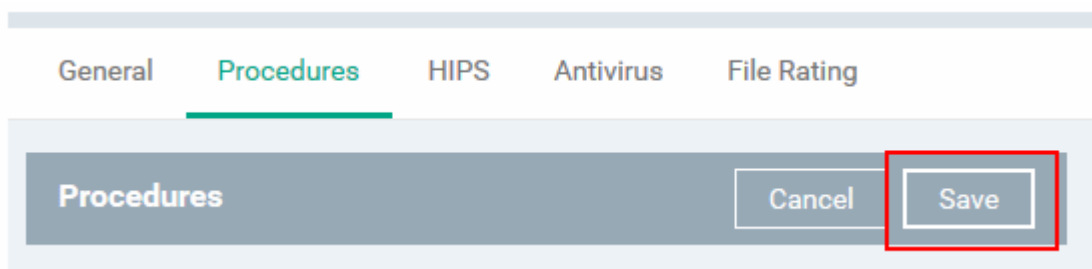 General Procedures HIPS Antivirus File Rating
Procedures Cancel Save